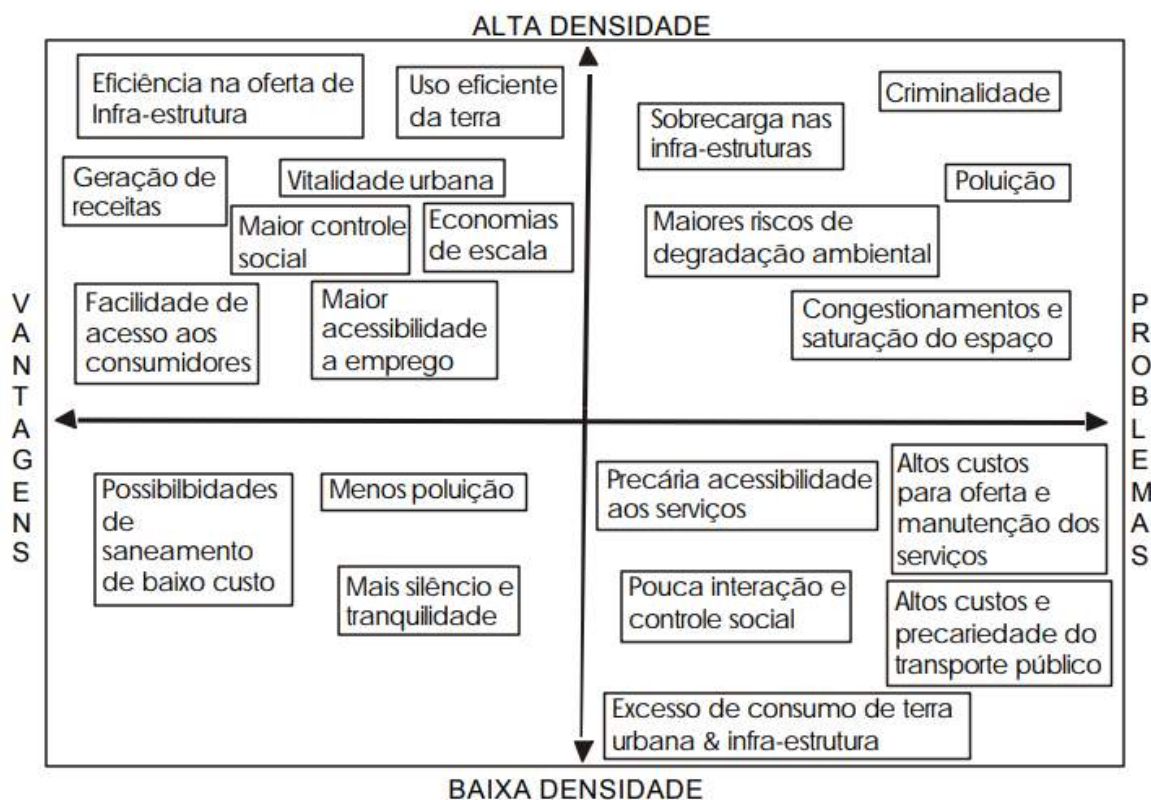 ALTA DENSIDADE
Eficiência na oferta de
Infra-estrutura
Uso eficiente
da terra
Geração de
receitas
Vitalidade urbana
Maior controle
social
Economias
de escala
Facilidade de
acesso aos
consumidores
Maior
acessibilidade
a emprego
Criminalidade
Sobrecarga nas
infra-estruturas
Poluição
Maiores riscos de
degradação ambiental
Congestionamentos e
saturação do espaço
VANTAGENS
PROBLEMAS
Possibilbidades
de
saneamento
de baixo custo
Menos poluição
Mais silêncio e
tranquilidade
Precária acessibilidade
aos serviços
Altos custos
para oferta e
manutenção dos
serviços
Pouca interação e
controle social
Altos custos e
precariedade do
transporte público
Excesso de consumo de terra
urbana & infra-estrutura
BAIXA DENSIDADE